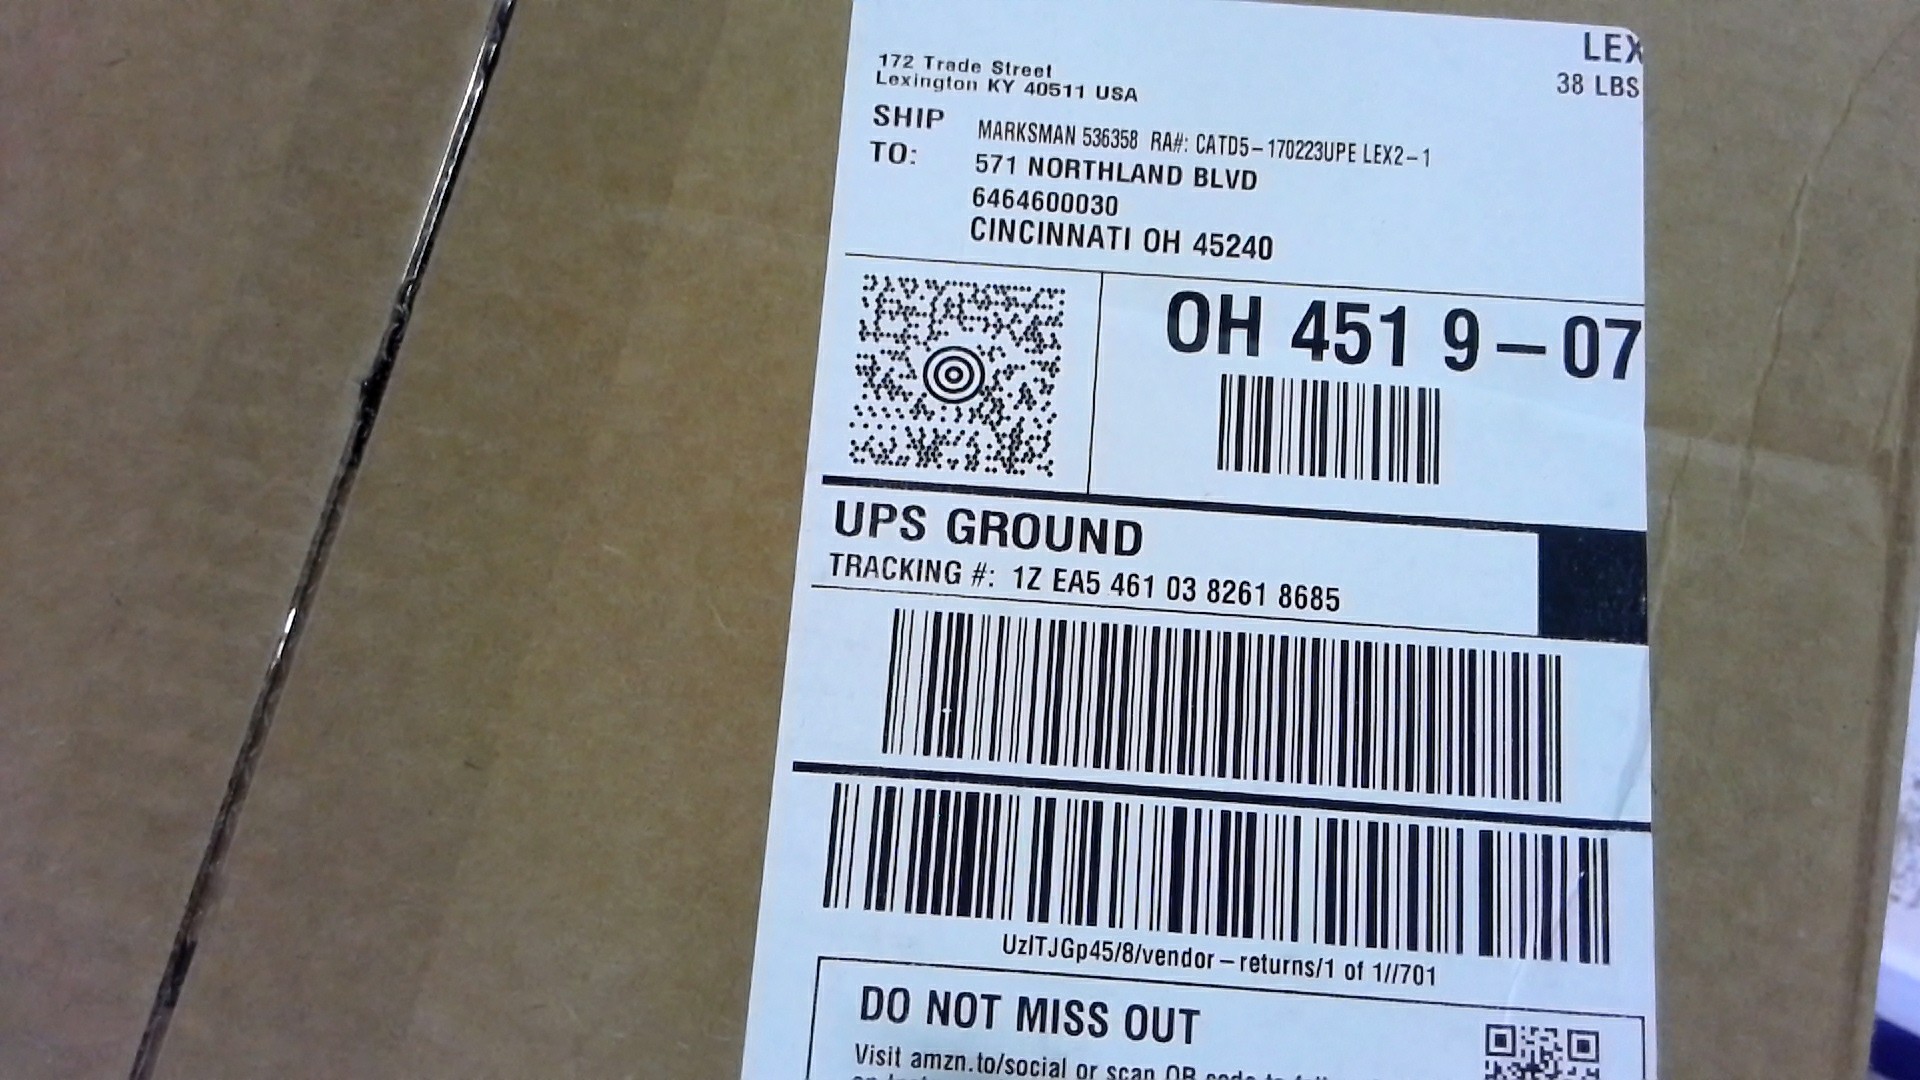 LEX
38 LBS
172 Trade Street
Lexington KY 40511 USA
SHIP
TO:
MARKSMAN 536358 RA#: CATD5-170223UPE LEX2-1
571 NORTHLAND BLVD
6464600030
CINCINNATI OH 45240
OH 451 9-07
UPS GROUND
TRACKING #: 1Z EA5 461 03 8261 8685
UzITJGp45/8/vendor-returns/1 of 1//701
DO NOT MISS OUT
Visit amzn.to/social or scan QR code to